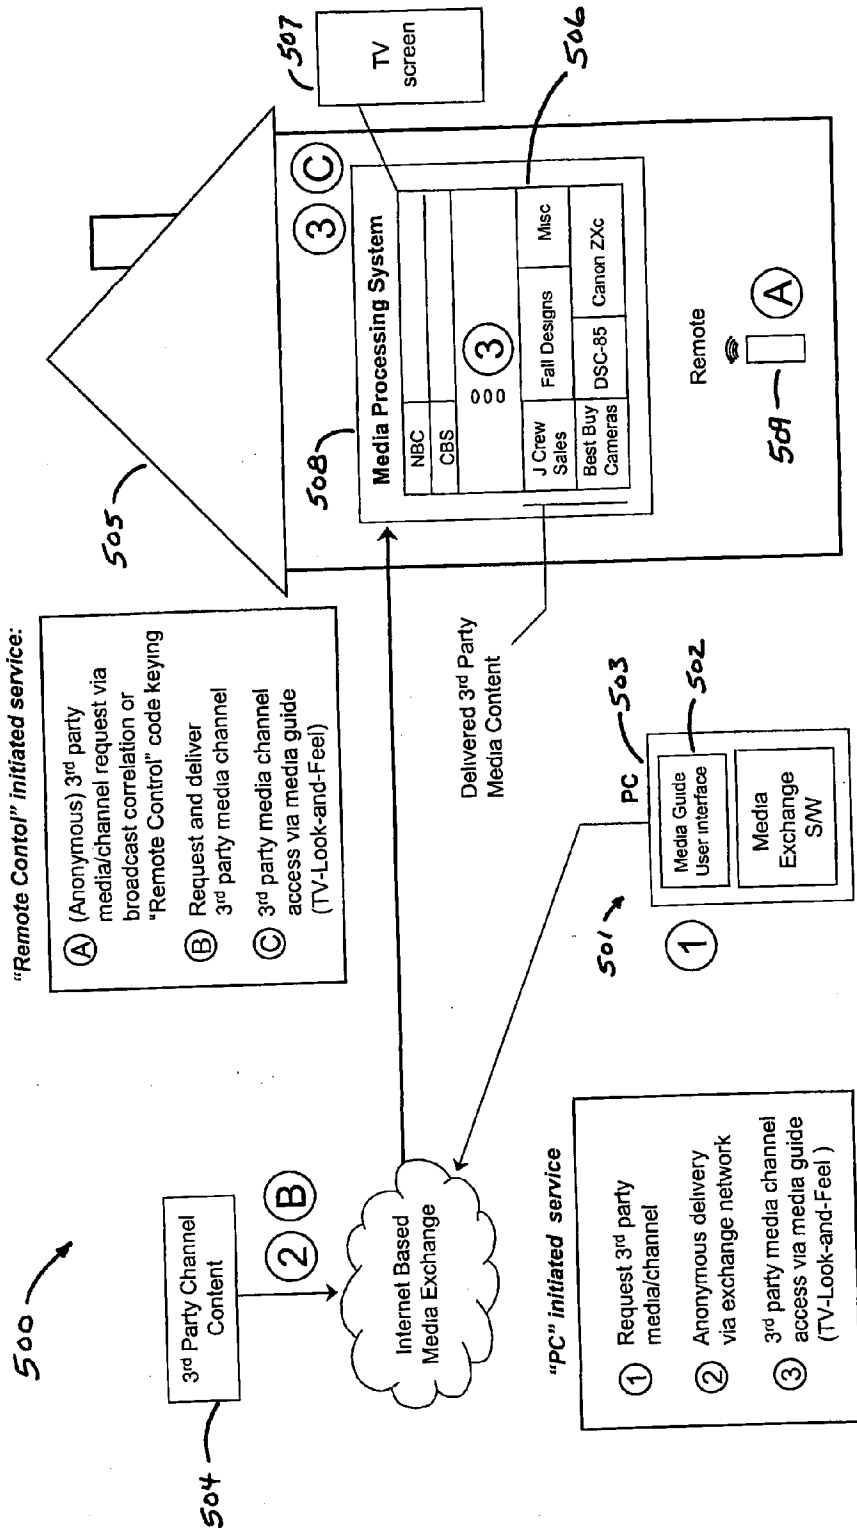 500
504
3rd Party Channel
Content
2 B
Internet Based
Media Exchange
"Remote Contol" initiated service:
A (Anonymous) 3rd party
media/channel request via
broadcast correlation or
"Remote Control" code keying
B Request and deliver
3rd party media channel
C 3rd party media channel
access via media guide
(TV-Look-and-Feel)
"PC" initiated service
1 Request 3rd party
media/channel
2 Anonymous delivery
via exchange network
3 3rd party media channel
access via media guide
(TV-Look-and-Feel )
501
1
PC
503
502
Media Guide
User interface
Media
Exchange
S/W
Delivered 3rd Party
Media Content
505
508
3 C
Media Processing System
NBC
CBS
000 3
J Crew
Sales
Fall Designs
Misc
Best Buy
Cameras
DSC-85
Canon ZXc
506
507
TV
screen
Remote
509
A